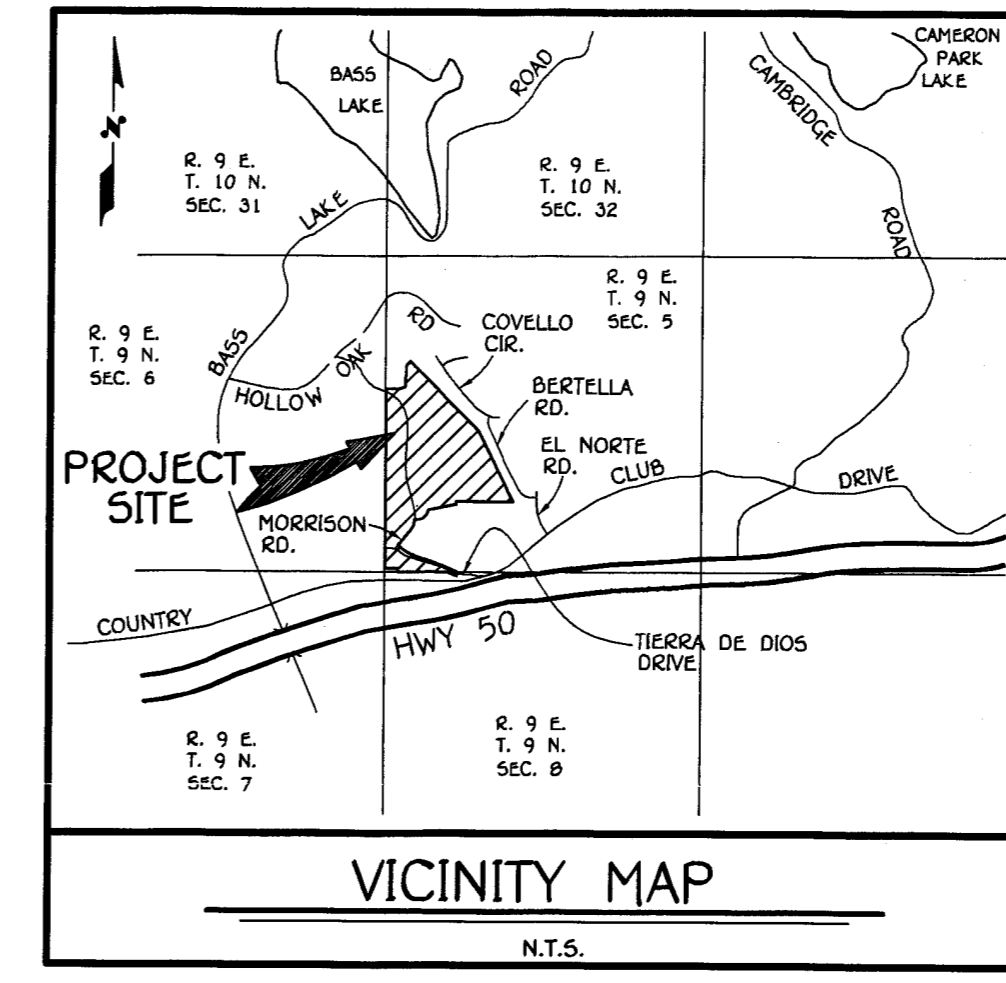 CAMERON
PARK
LAKE
BASS
LAKE
ROAD
CAMBRIDGE
ROAD
N
R. 9 E.
T. 10 N.
SEC. 31
R. 9 E.
T. 10 N.
SEC. 32
LAKE
BASS
R. 9 E.
T. 9 N.
SEC. 5
R. 9 E.
T. 9 N.
SEC. 6
HOLLOW
OAK
RD
COVELLO
CIR.
BERTELLA
RD.
EL NORTE
RD.
PROJECT
SITE
MORRISON
RD.
COUNTRY
CLUB
DRIVE
HWY 50
TIERRA DE DIOS
DRIVE
R. 9 E.
T. 9 N.
SEC. 7
R. 9 E.
T. 9 N.
SEC. 8
VICINITY MAP
N.T.S.